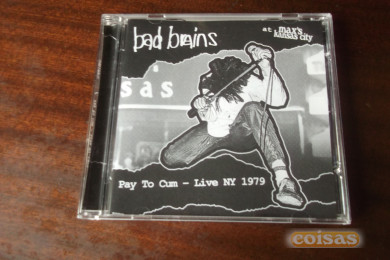 bad brains
at max's
kansas city
sas
Pay To Cum - Live NY 1979
coisas